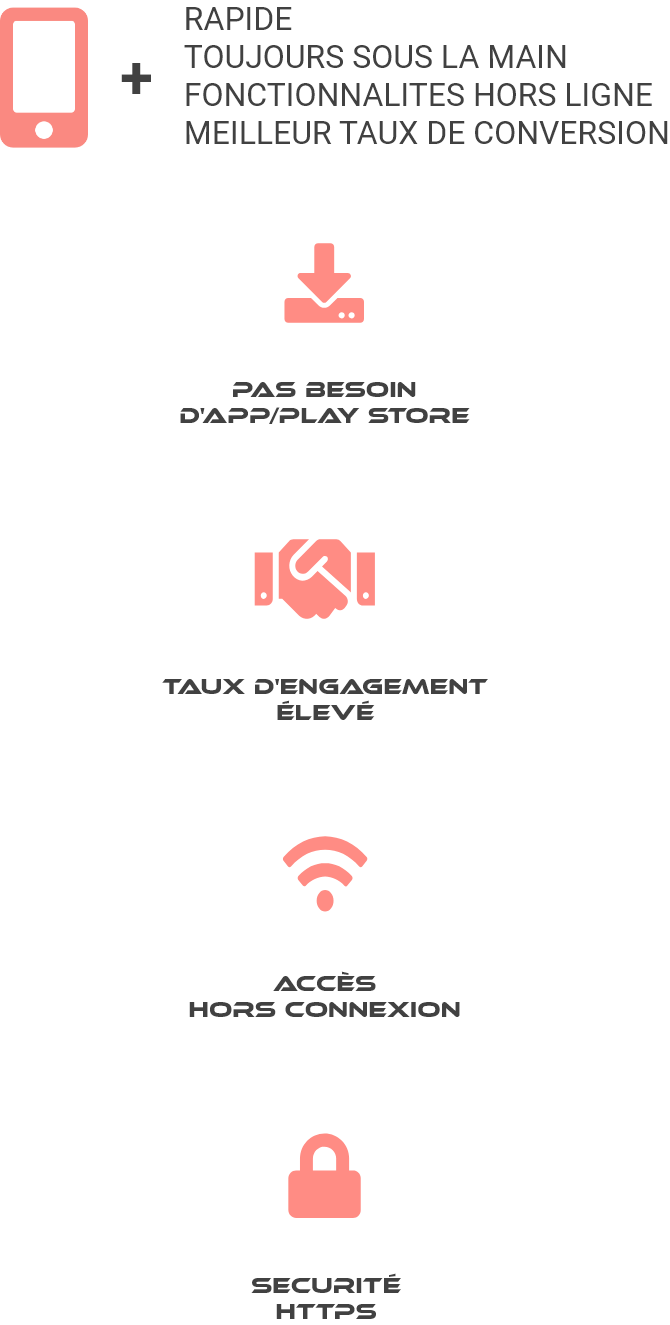 +
RAPIDE
TOUJOURS SOUS LA MAIN
FONCTIONNALITES HORS LIGNE
MEILLEUR TAUX DE CONVERSION
PAS BESOIN
D'APP/PLAY STORE
TAUX D'ENGAGEMENT
ÉLEVÉ
ACCÈS
HORS CONNEXION
SECURITÉ
HTTPS